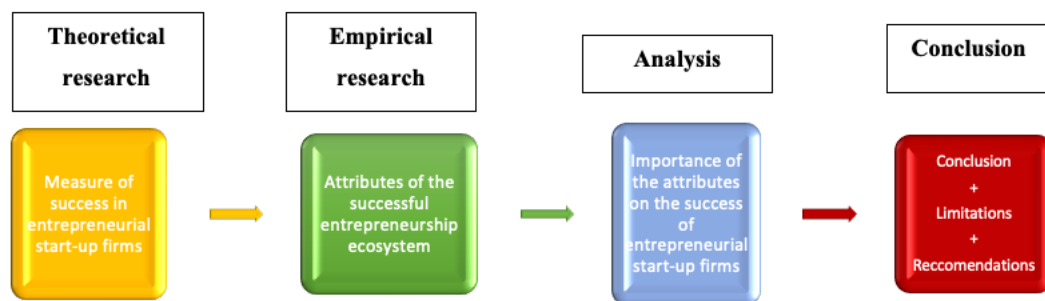 Theoretical
research
Empirical
research
Analysis
Conclusion
Measure of
success in
entrepreneurial
start-up firms
Attributes of the
successful
entrepreneurship
ecosystem
Importance of
the attributes
on the success
of
entrepreneurial
start-up firms
Conclusion
+
Limitations
+
Reccomendations